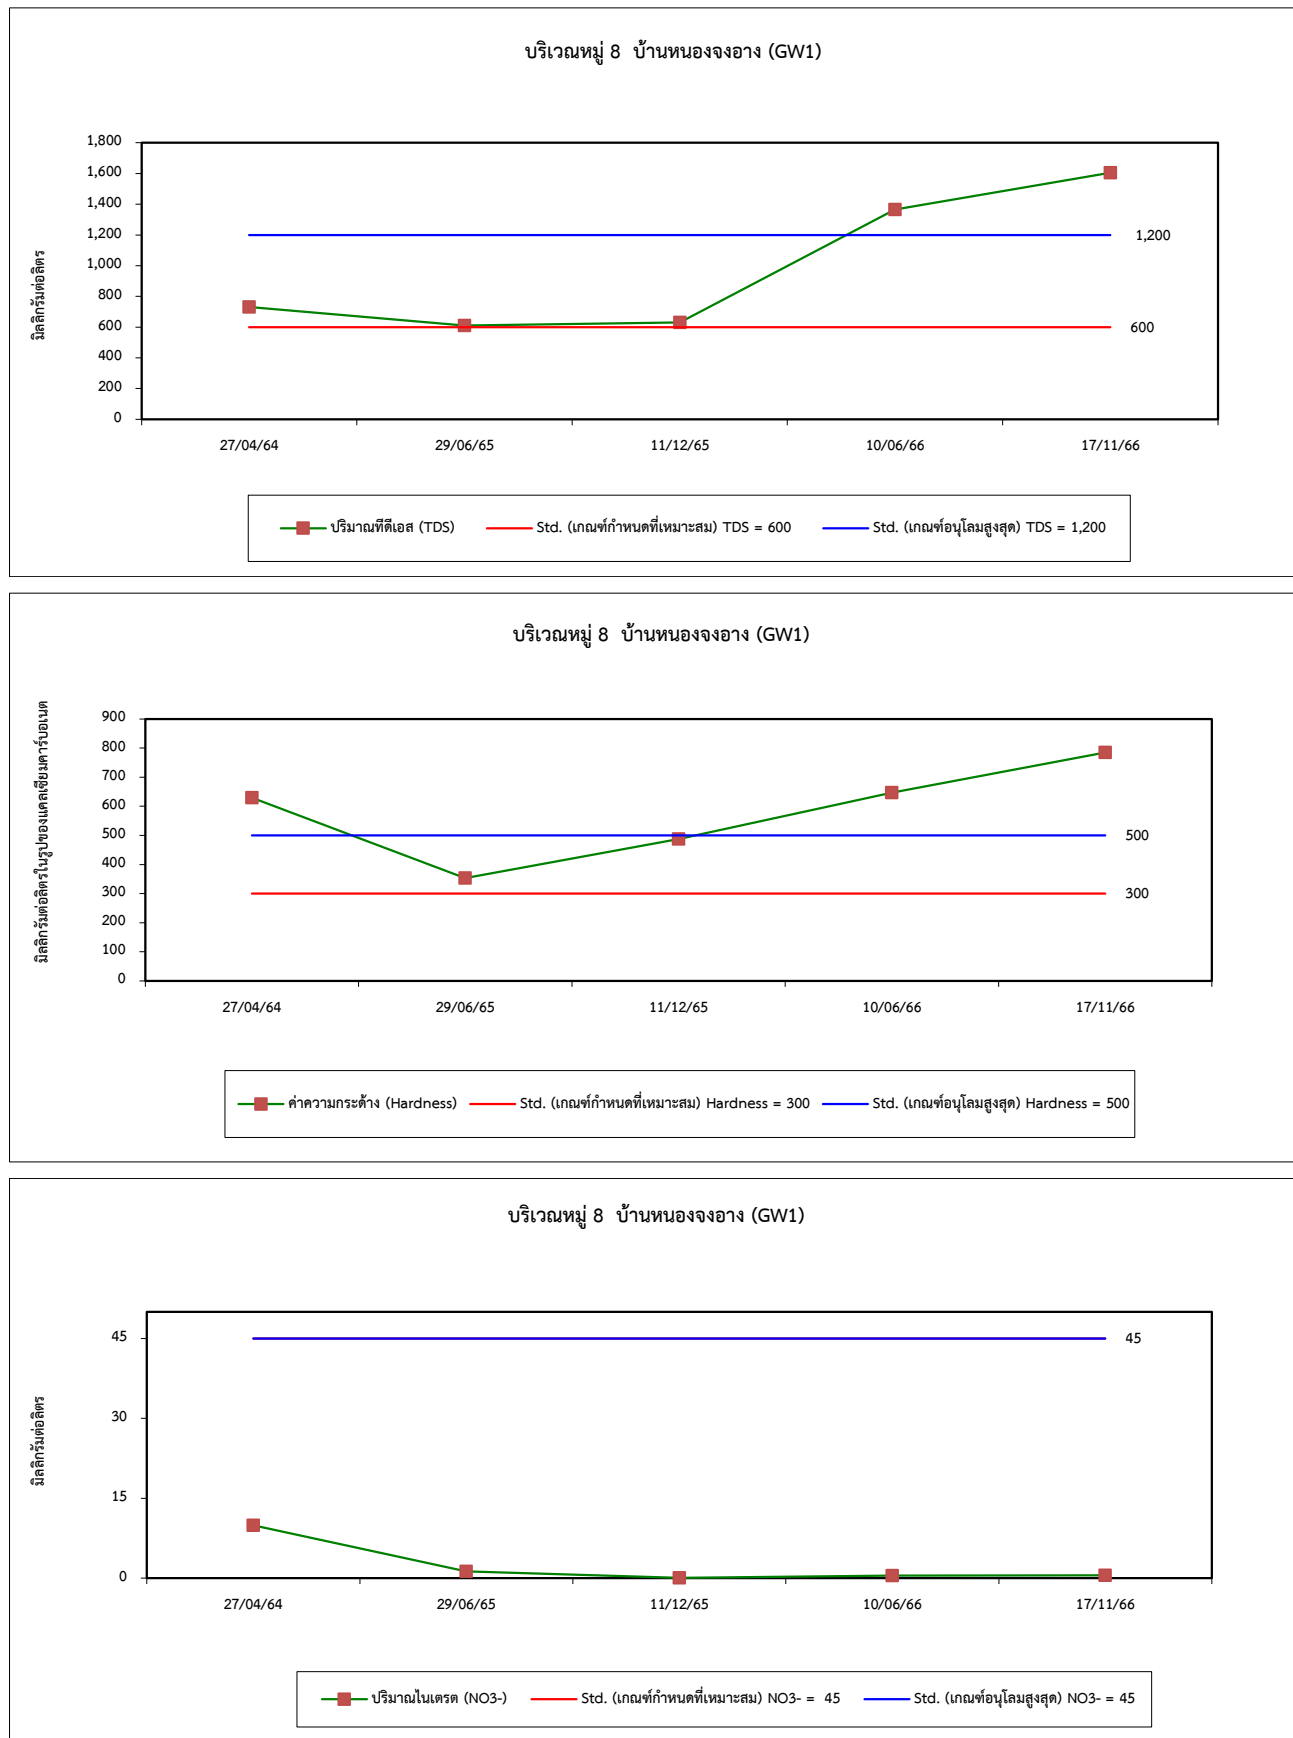 บริเวณหมู่ 8  บ้านหนองจงอาง (GW1)
มิลลิกรัมต่อลิตร
1,800
1,600
1,400
1,200
1,000
800
600
400
200
0
1,200
600
27/04/64 29/06/65 11/12/65 10/06/66 17/11/66
ปริมาณทีดีเอส (TDS) Std. (เกณฑ์กำหนดที่เหมาะสม) TDS = 600 Std. (เกณฑ์อนุโลมสูงสุด) TDS = 1,200
บริเวณหมู่ 8  บ้านหนองจงอาง (GW1)
มิลลิกรัมต่อลิตรในรูปของแคลเซียมคาร์บอเนต
900
800
700
600
500
400
300
200
100
0
500
300
27/04/64 29/06/65 11/12/65 10/06/66 17/11/66
ค่าความกระด้าง (Hardness) Std. (เกณฑ์กำหนดที่เหมาะสม) Hardness = 300 Std. (เกณฑ์อนุโลมสูงสุด) Hardness = 500
บริเวณหมู่ 8  บ้านหนองจงอาง (GW1)
มิลลิกรัมต่อลิตร
45
30
15
0
45
27/04/64 29/06/65 11/12/65 10/06/66 17/11/66
ปริมาณไนเตรต (NO3-) Std. (เกณฑ์กำหนดที่เหมาะสม) NO3- =  45 Std. (เกณฑ์อนุโลมสูงสุด) NO3- = 45